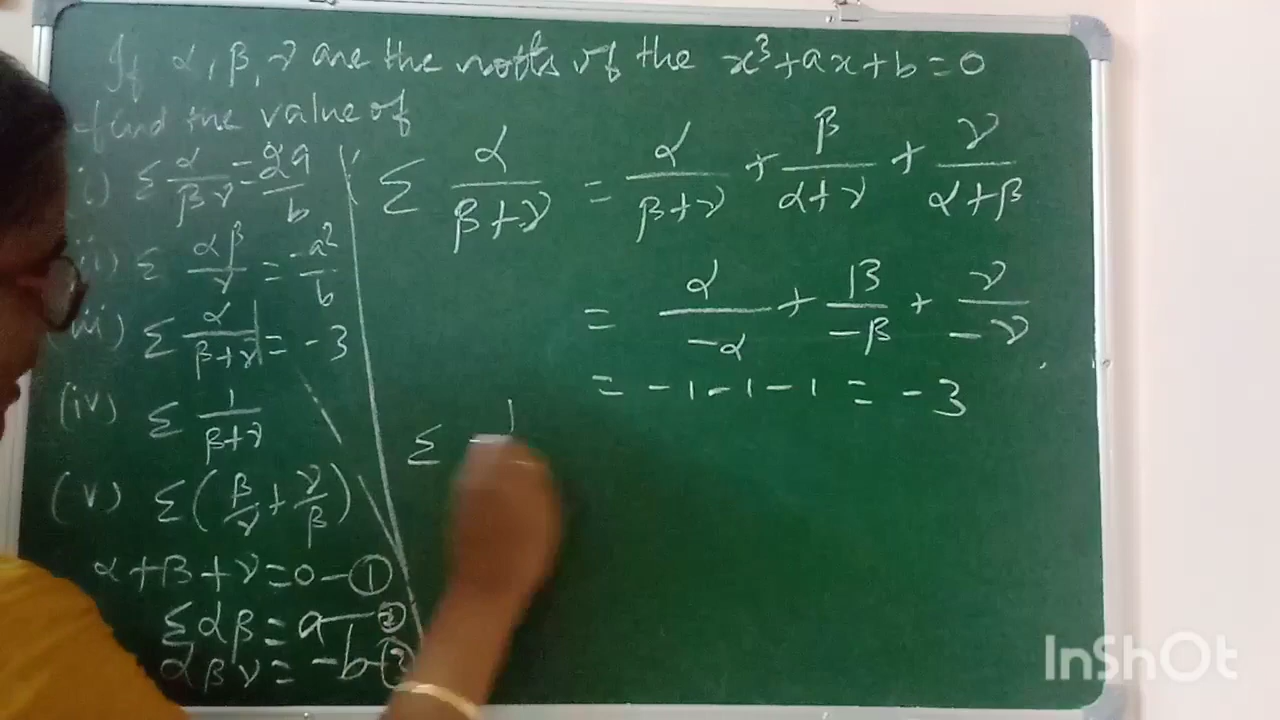 If α, β, γ are the roots of the x³+ax+b=0
find the value of
i) Σ α/βγ = 2a/b
ii) Σ αβ/γ = -a²/b
(iii) Σ α/(β+γ) = -3
(iv) Σ 1/(β+γ)
(v) Σ(β/γ + γ/β)
α+β+γ=0-①
Σαβ=a-②
αβγ=-b-③
Σ α/(β+γ) = α/(β+γ) + β/(α+γ) + γ/(α+β)
= α/-α + β/-β + γ/-γ
= -1-1-1 = -3
Σ 1
InShOt